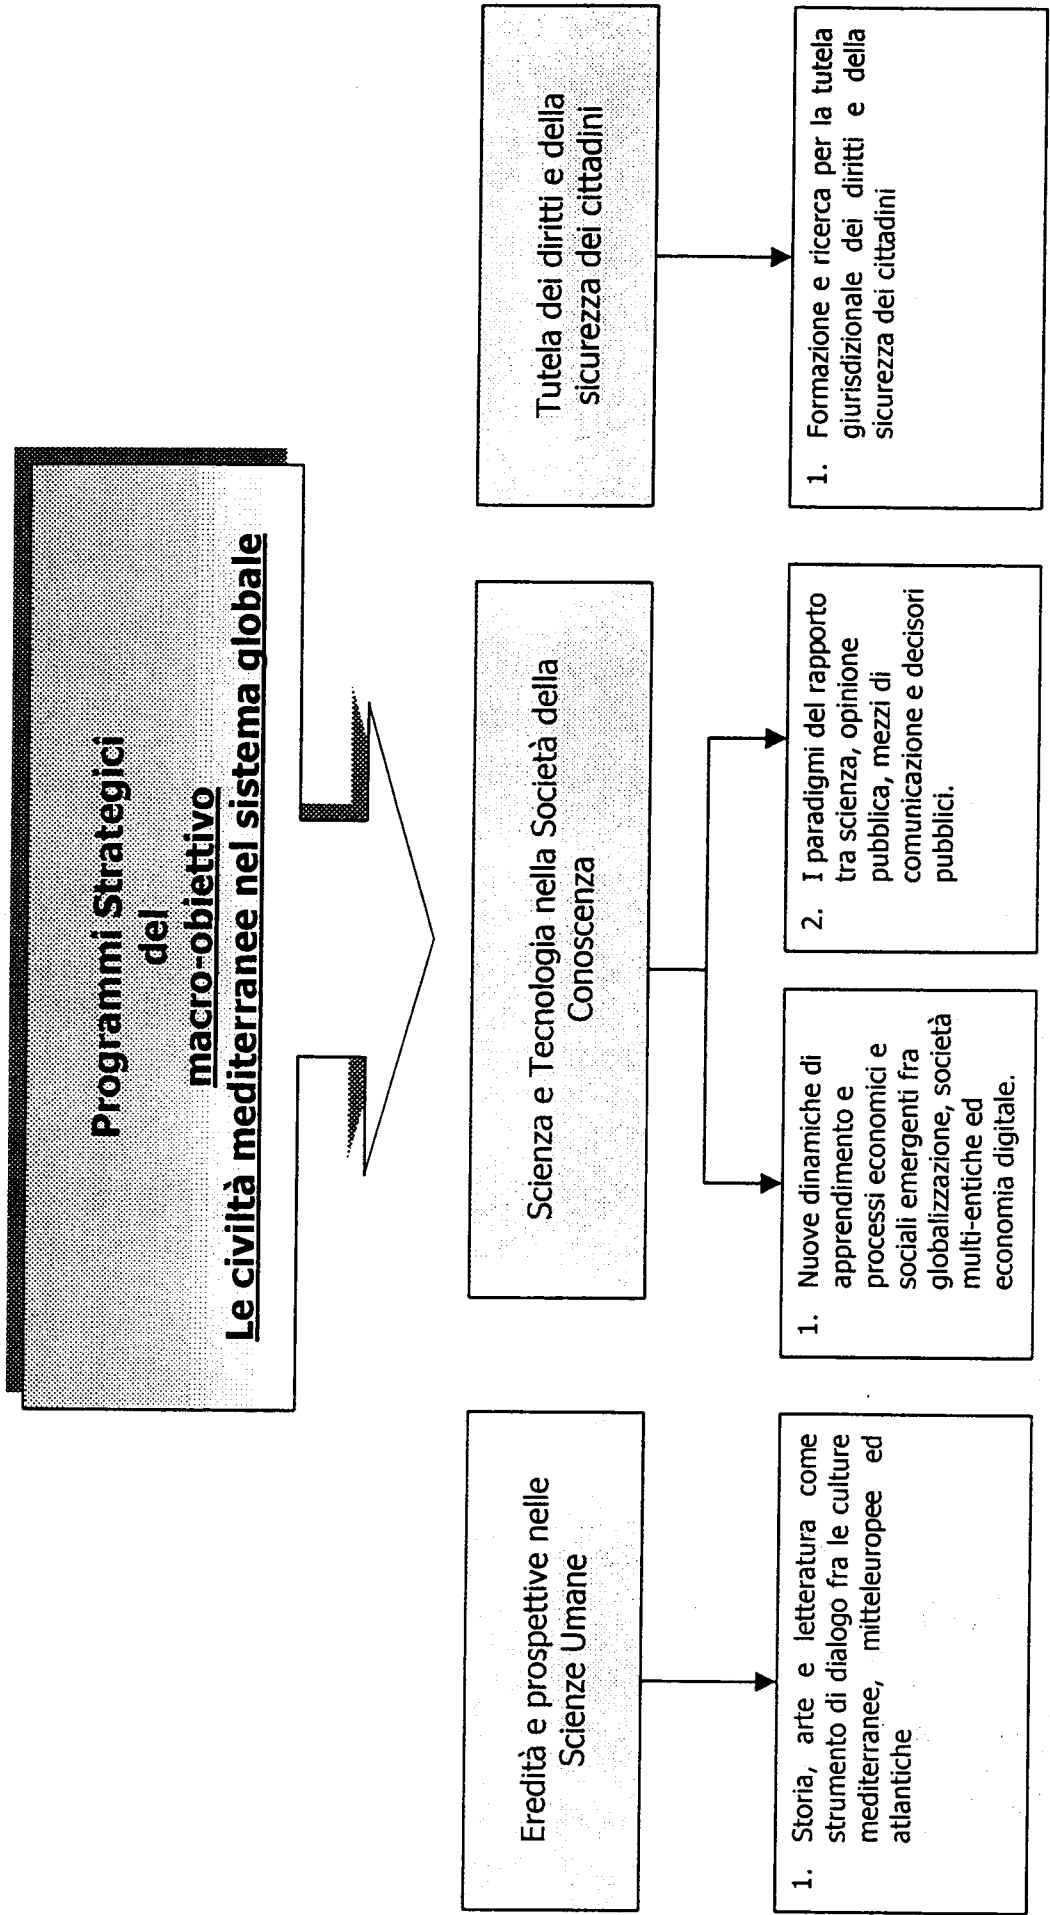 Programmi Strategici
del
macro-obiettivo
Le civiltà mediterranee nel sistema globale
Eredità e prospettive nelle
Scienze Umane
Scienza e Tecnologia nella Società della
Conoscenza
Tutela dei diritti e della
sicurezza dei cittadini
1. Storia, arte e letteratura come
strumento di dialogo fra le culture
mediterranee, mitteleuropee ed
atlantiche
1. Nuove dinamiche di
apprendimento e
processi economici e
sociali emergenti fra
globalizzazione, società
multi-entiche ed
economia digitale.
2. I paradigmi del rapporto
tra scienza, opinione
pubblica, mezzi di
comunicazione e decisori
pubblici.
1. Formazione e ricerca per la tutela
giurisdizionale dei diritti e della
sicurezza dei cittadini